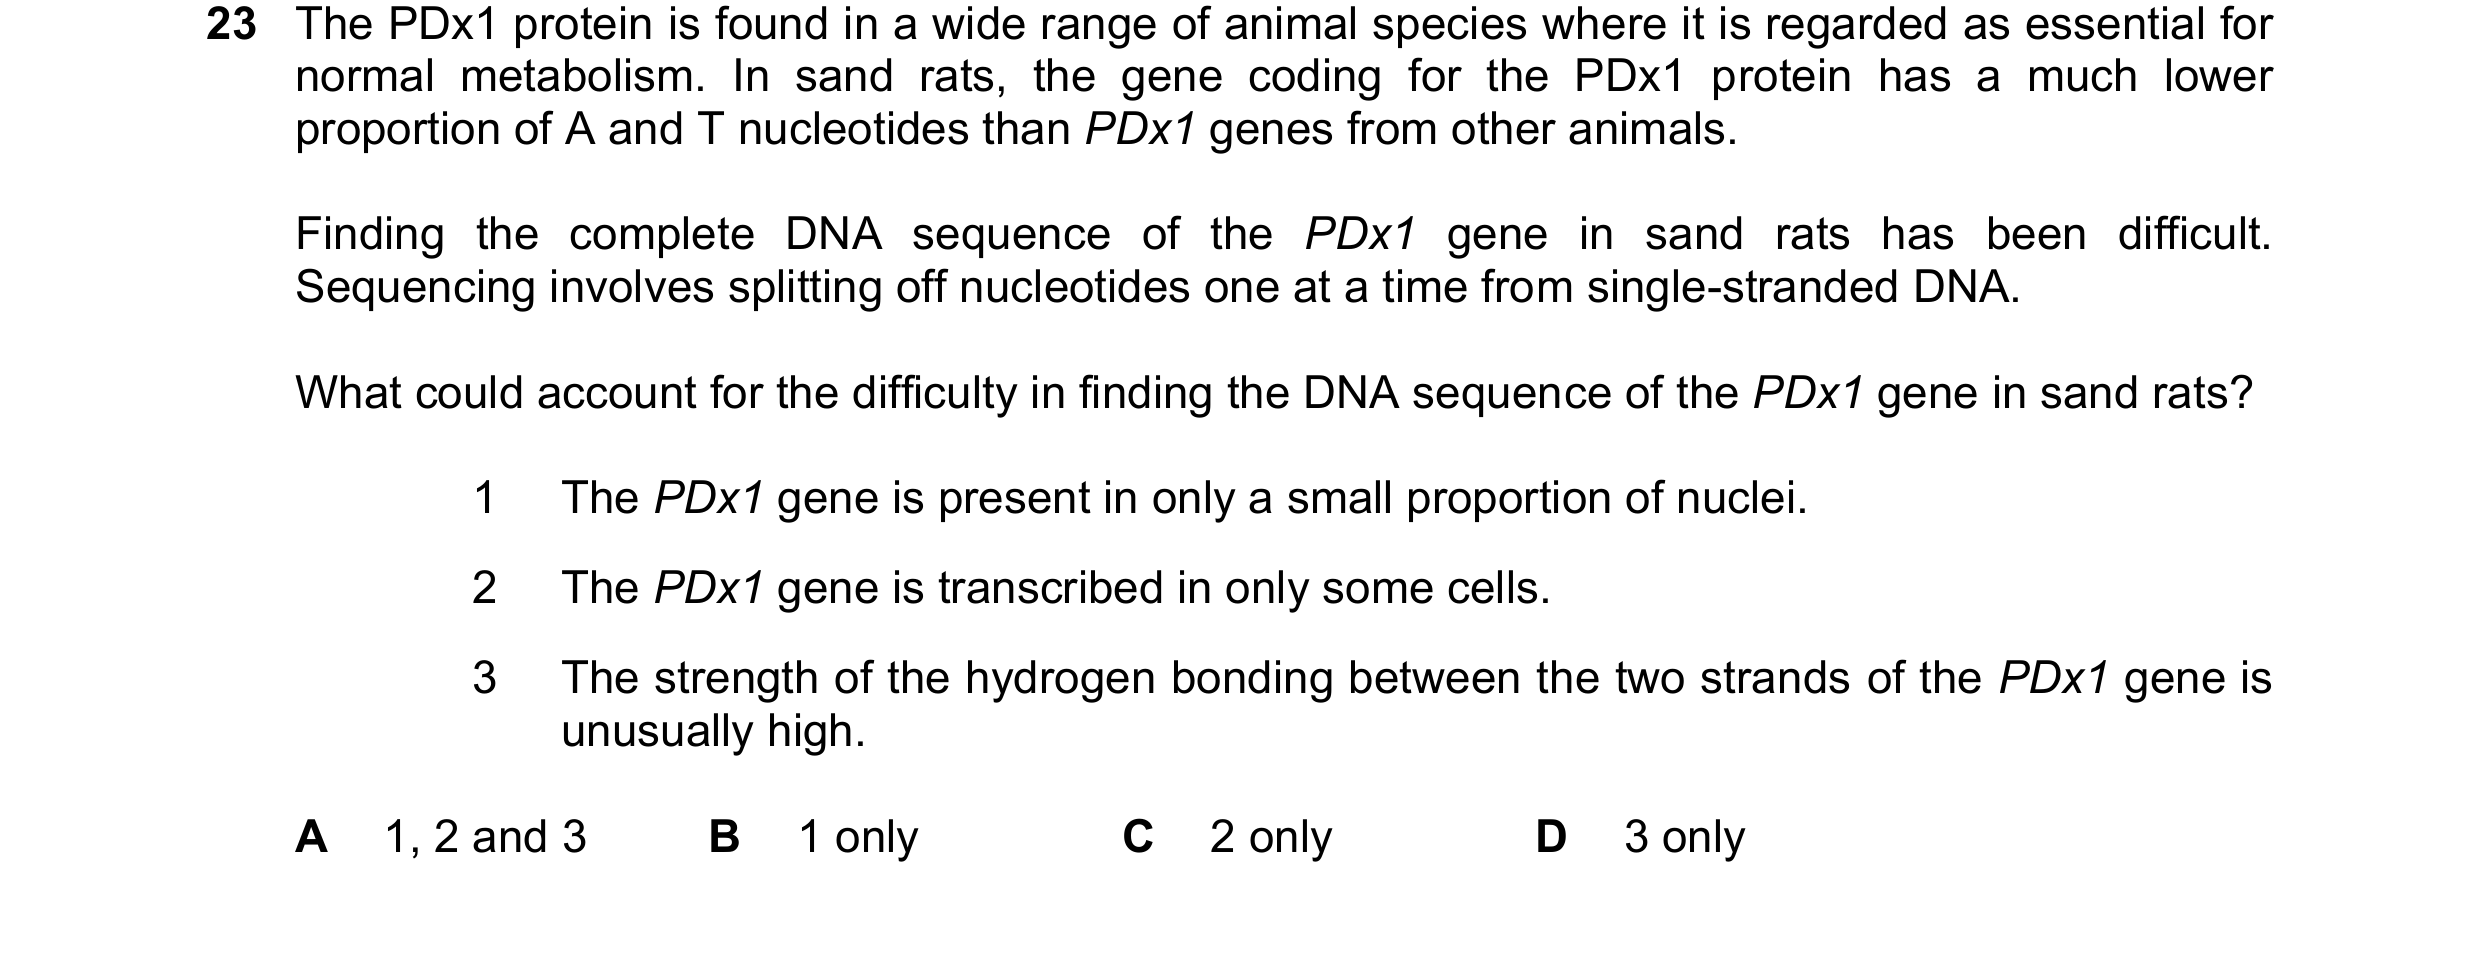 23 The PDx1 protein is found in a wide range of animal species where it is regarded as essential for
normal metabolism. In sand rats, the gene coding for the PDx1 protein has a much lower
proportion of A and T nucleotides than PDx1 genes from other animals.
Finding the complete DNA sequence of the PDx1 gene in sand rats has been difficult.
Sequencing involves splitting off nucleotides one at a time from single-stranded DNA.
What could account for the difficulty in finding the DNA sequence of the PDx1 gene in sand rats?
1 The PDx1 gene is present in only a small proportion of nuclei.
2 The PDx1 gene is transcribed in only some cells.
3 The strength of the hydrogen bonding between the two strands of the PDx1 gene is
unusually high.
A 1, 2 and 3 B 1 only C 2 only D 3 only